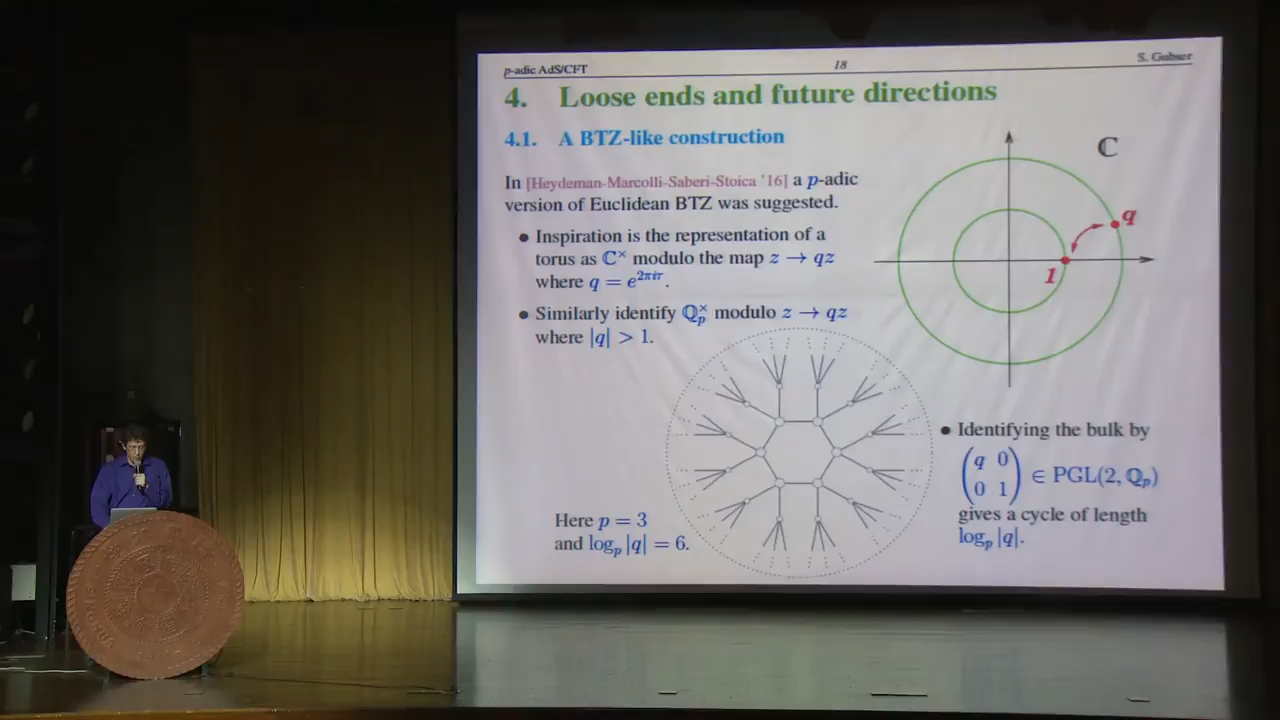 p-adic AdS/CFT 18 S. Gubser
4. Loose ends and future directions
4.1. A BTZ-like construction
In [Heydeman-Marcolli-Saberi-Stoica '16] a p-adic
version of Euclidean BTZ was suggested.
• Inspiration is the representation of a
torus as ℂ× modulo the map z → qz
where q = e^{2πiτ}.
• Similarly identify ℚ_p^× modulo z → qz
where |q| > 1.
ℂ
q
1
Here p = 3
and log_p |q| = 6.
• Identifying the bulk by
(q 0
0 1) ∈ PGL(2, ℚ_p)
gives a cycle of length
log_p |q|.